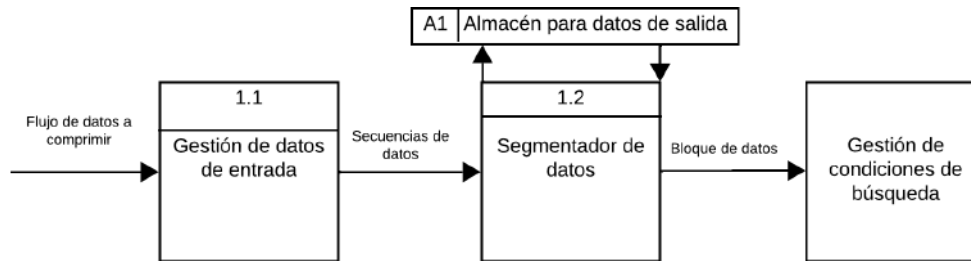 A1 Almacén para datos de salida
1.1
1.2
Flujo de datos a
comprimir
Gestión de datos
de entrada
Secuencias de
datos
Segmentador de
datos
Bloque de datos
Gestión de
condiciones de
búsqueda